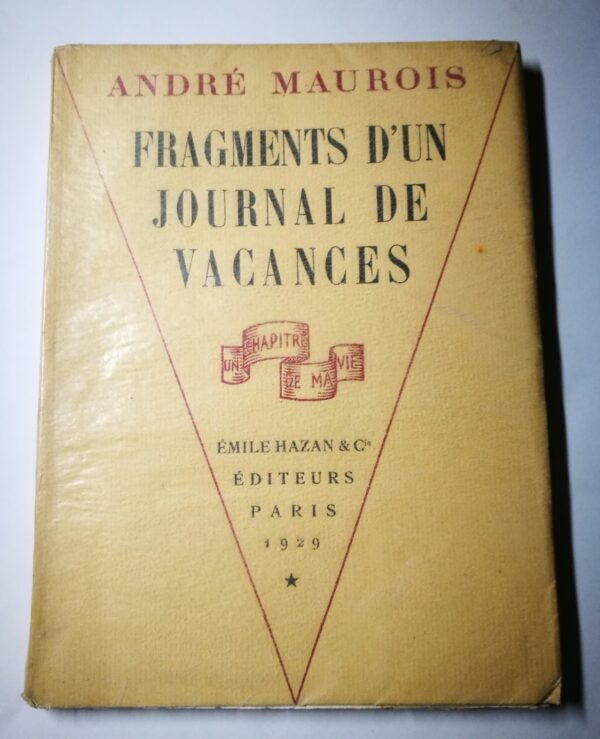 ANDRÉ MAUROIS
FRAGMENTS D'UN
JOURNAL DE
VACANCES
UN CHAPITRE
DE MA VIE
ÉMILE HAZAN & Cie
ÉDITEURS
PARIS
1929